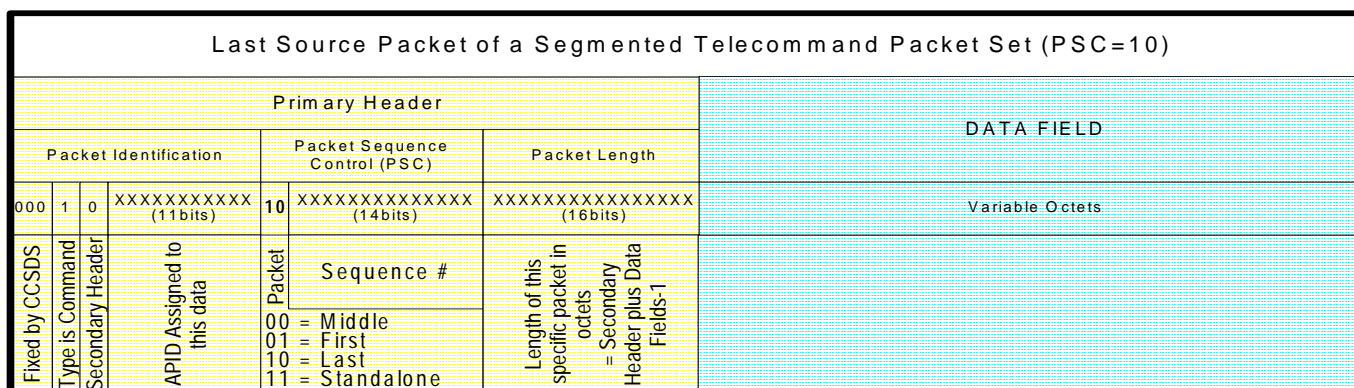 Last Source Packet of a Segmented Telecommand Packet Set (PSC=10)
Primary Header
DATA FIELD
Packet Identification
Packet Sequence
Control (PSC)
Packet Length
000
1
0
XXXXXXXXXXX
(11bits)
10
XXXXXXXXXXXXXX
(14bits)
XXXXXXXXXXXXXXXX
(16bits)
Variable Octets
Fixed by CCSDS
Type is Command
Secondary Header
APID Assigned to
this data
Packet
Sequence #
00 = Middle
01 = First
10 = Last
11 = Standalone
Length of this
specific packet in
octets
= Secondary
Header plus Data
Fields-1